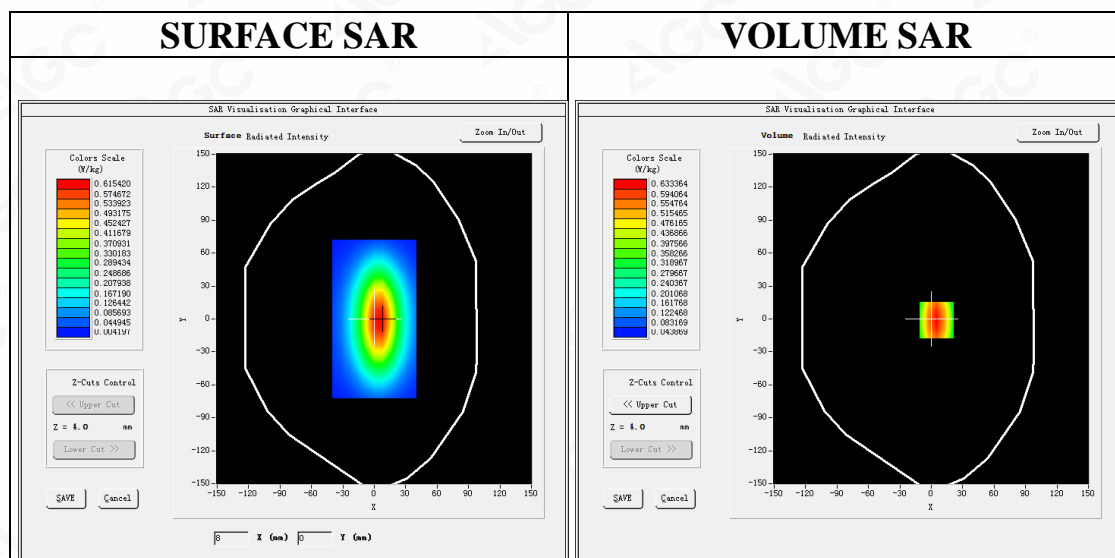 SURFACE SAR
SAR Visualisation Graphical Interface
Surface Radiated Intensity
Zoom In/Out
Colors Scale
(W/kg)
0.615420
0.574672
0.533923
0.493175
0.452427
0.411679
0.370931
0.330183
0.289434
0.248686
0.207938
0.167190
0.126442
0.085693
0.044945
0.004197
150
120
90
60
30
0
-30
-60
-90
-120
-150
Y
-150 -120 -90 -60 -30 0 30 60 90 120 150
X
Z-Cuts Control
<< Upper Cut
Z = 4.0 mm
Lower Cut >>
SAVE Cancel
8 X (mm) 0 Y (mm)
VOLUME SAR
SAR Visualisation Graphical Interface
Volume Radiated Intensity
Zoom In/Out
Colors Scale
(W/kg)
0.633364
0.594064
0.554764
0.515465
0.476165
0.436866
0.397566
0.358266
0.318967
0.279667
0.240367
0.201068
0.161768
0.122468
0.083169
0.043869
150
120
90
60
30
0
-30
-60
-90
-120
-150
Y
-150 -120 -90 -60 -30 0 30 60 90 120 150
X
Z-Cuts Control
<< Upper Cut
Z = 4.0 mm
Lower Cut >>
SAVE Cancel